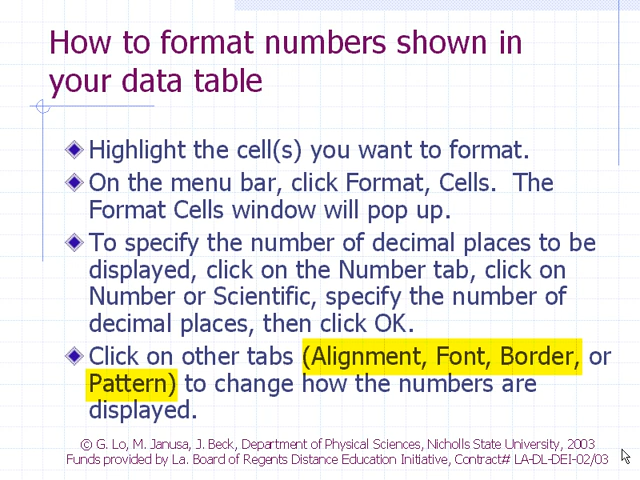 How to format numbers shown in
your data table
Highlight the cell(s) you want to format.
On the menu bar, click Format, Cells.  The
Format Cells window will pop up.
To specify the number of decimal places to be
displayed, click on the Number tab, click on
Number or Scientific, specify the number of
decimal places, then click OK.
Click on other tabs (Alignment, Font, Border, or
Pattern) to change how the numbers are
displayed.
© G. Lo, M. Janusa, J. Beck, Department of Physical Sciences, Nicholls State University, 2003
Funds provided by La. Board of Regents Distance Education Initiative, Contract# LA-DL-DEI-02/03